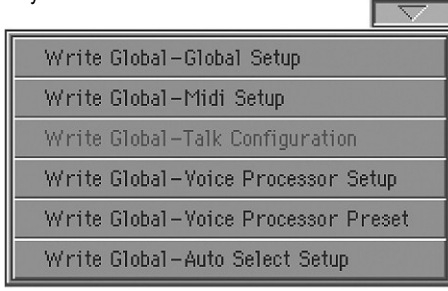 Write Global-Global Setup
Write Global-Midi Setup
Write Global-Talk Configuration
Write Global-Voice Processor Setup
Write Global-Voice Processor Preset
Write Global-Auto Select Setup